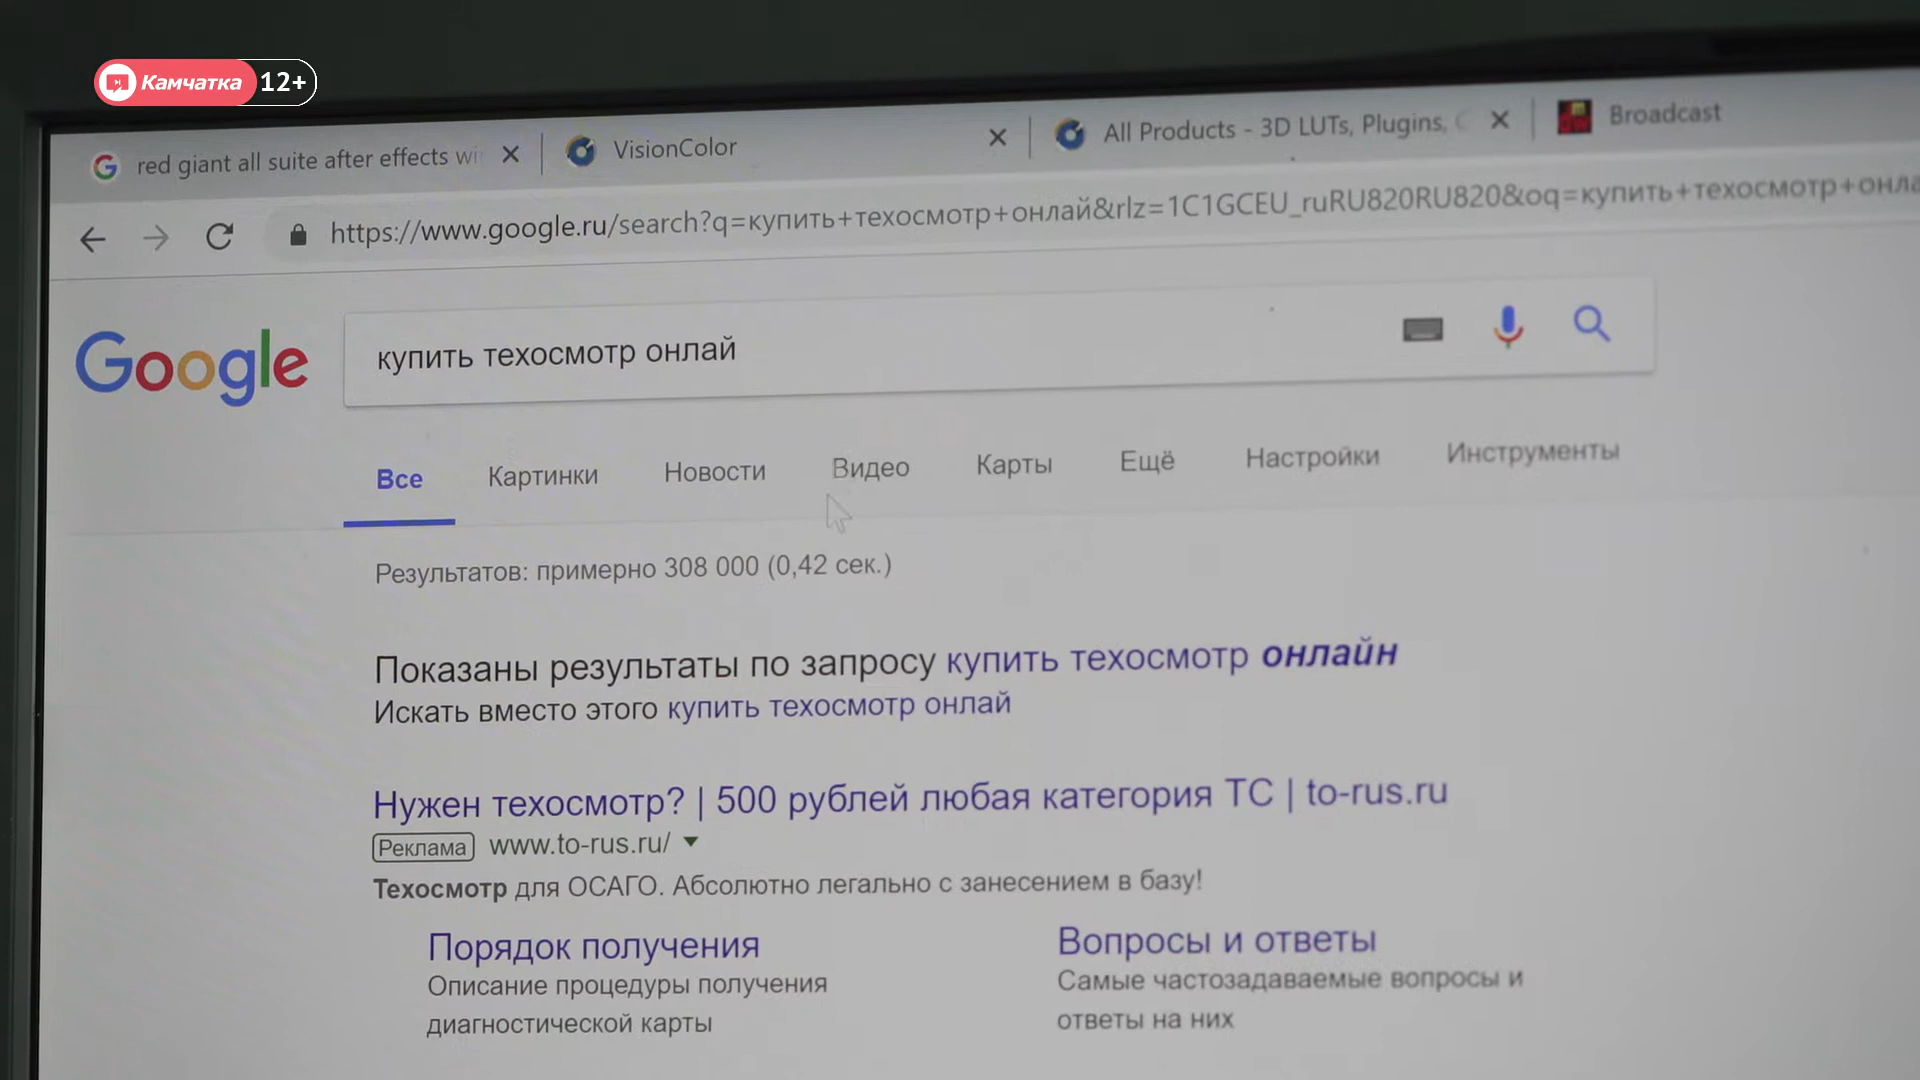 Камчатка 12+
red giant all suite after effects wi
VisionColor
All Products - 3D LUTs, Plugins,
Broadcast
https://www.google.ru/search?q=купить+техосмотр+онлай&rlz=1C1GCEU_ruRU820RU820&oq=купить+техосмотр+онла
Google
купить техосмотр онлай
Все Картинки Новости Видео Карты Ещё Настройки Инструменты
Результатов: примерно 308 000 (0,42 сек.)
Показаны результаты по запросу купить техосмотр онлайн
Искать вместо этого купить техосмотр онлай
Нужен техосмотр? | 500 рублей любая категория ТС | to-rus.ru
Реклама www.to-rus.ru/
Техосмотр для ОСАГО. Абсолютно легально с занесением в базу!
Порядок получения
Описание процедуры получения
диагностической карты
Вопросы и ответы
Самые частозадаваемые вопросы и
ответы на них